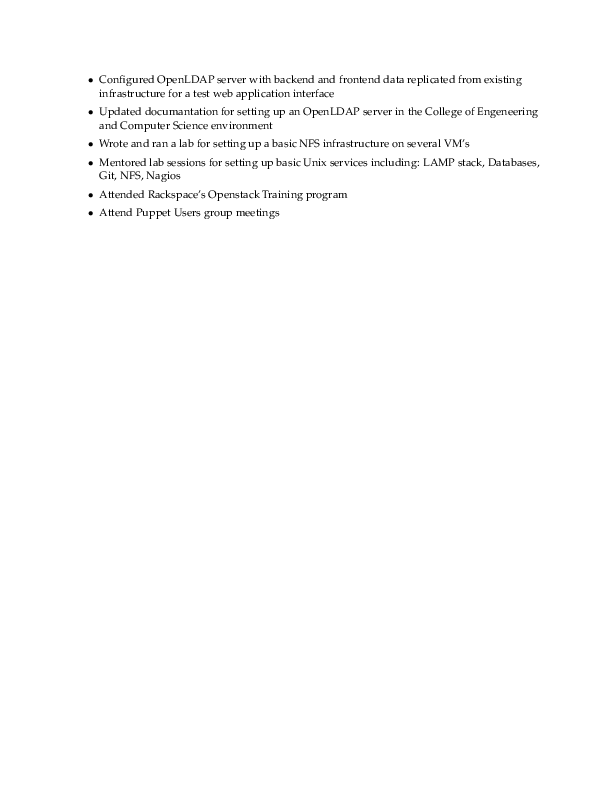 • Configured OpenLDAP server with backend and frontend data replicated from existing
infrastructure for a test web application interface
• Updated documantation for setting up an OpenLDAP server in the College of Engeneering
and Computer Science environment
• Wrote and ran a lab for setting up a basic NFS infrastructure on several VM's
• Mentored lab sessions for setting up basic Unix services including: LAMP stack, Databases,
Git, NFS, Nagios
• Attended Rackspace's Openstack Training program
• Attend Puppet Users group meetings